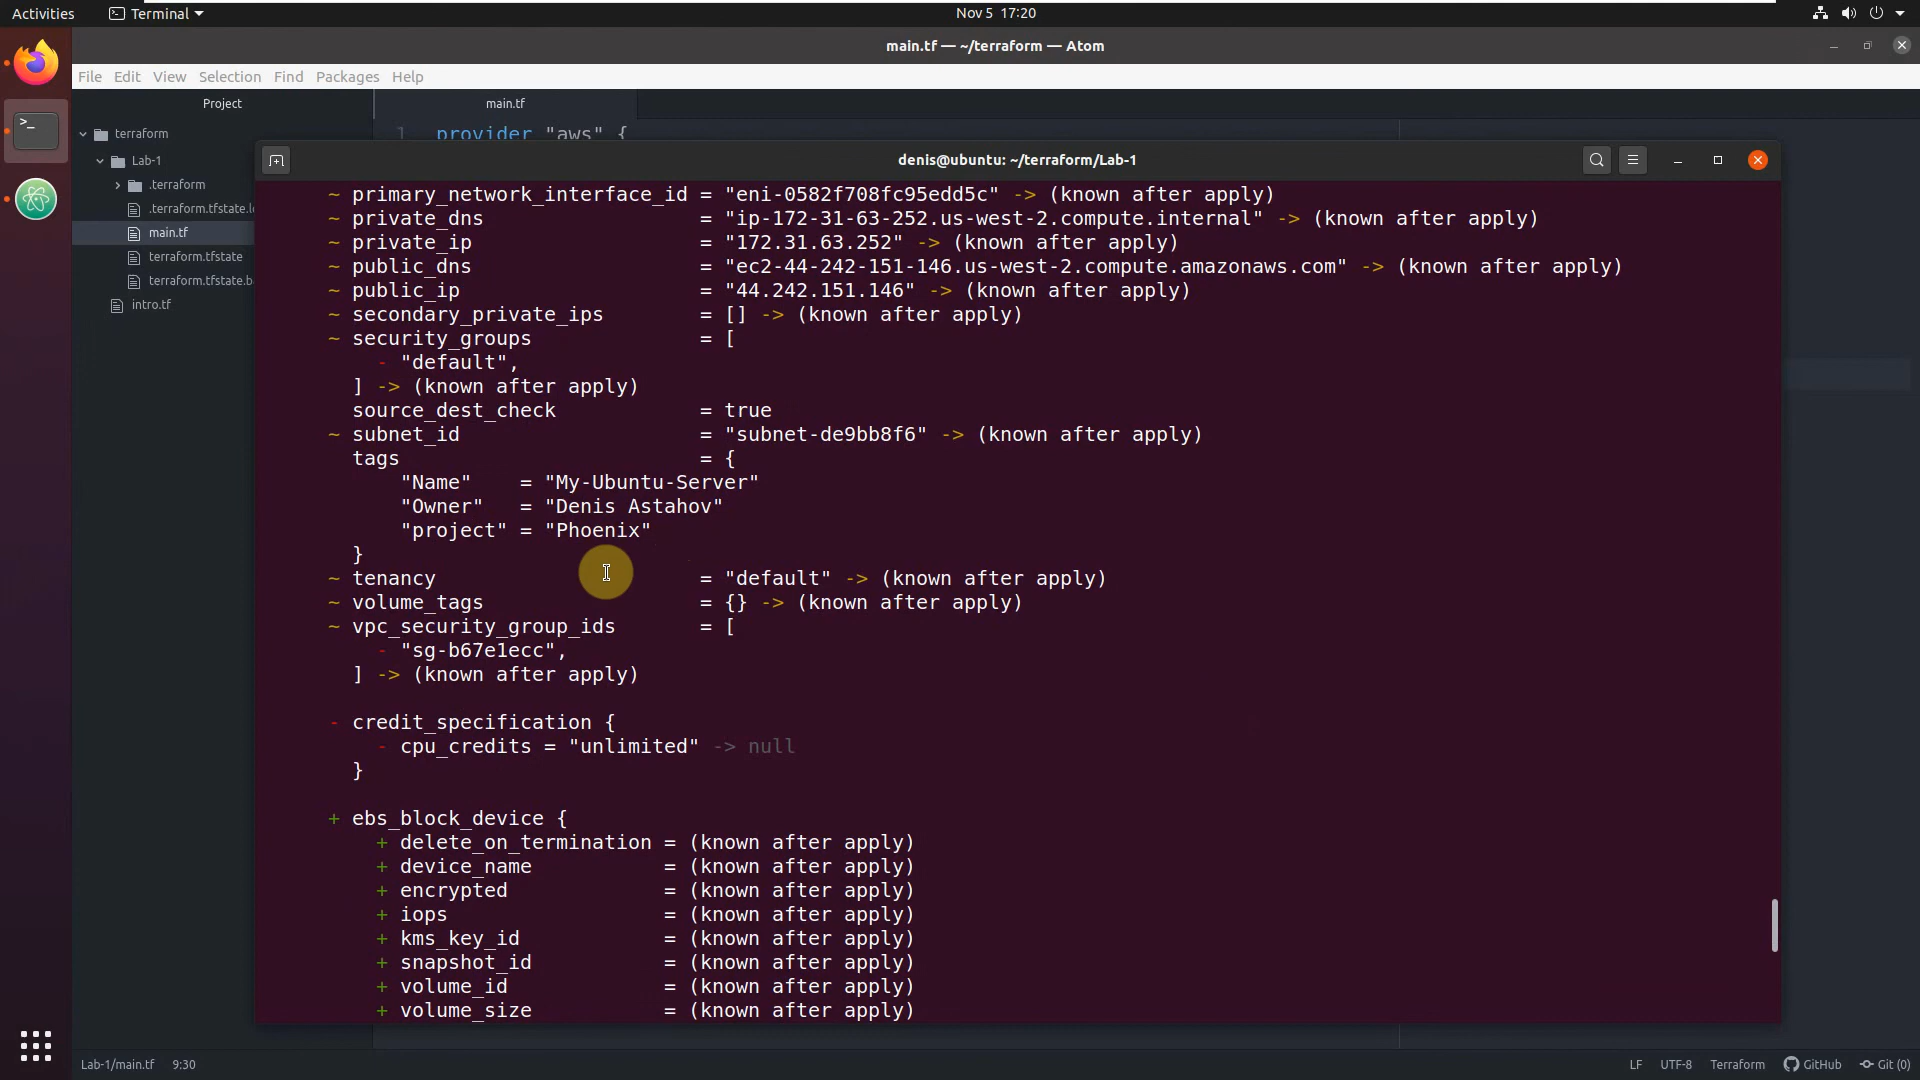 Activities
Terminal
Nov 5 17:20
main.tf — ~/terraform — Atom
File Edit View Selection Find Packages Help
Project
main.tf
terraform
Lab-1
.terraform
.terraform.tfstate.lo
main.tf
terraform.tfstate
terraform.tfstate.ba
intro.tf
1 provider "aws" {
denis@ubuntu: ~/terraform/Lab-1
~ primary_network_interface_id = "eni-0582f708fc95edd5c" -> (known after apply)
~ private_dns = "ip-172-31-63-252.us-west-2.compute.internal" -> (known after apply)
~ private_ip = "172.31.63.252" -> (known after apply)
~ public_dns = "ec2-44-242-151-146.us-west-2.compute.amazonaws.com" -> (known after apply)
~ public_ip = "44.242.151.146" -> (known after apply)
~ secondary_private_ips = [] -> (known after apply)
~ security_groups = [
- "default",
] -> (known after apply)
source_dest_check = true
~ subnet_id = "subnet-de9bb8f6" -> (known after apply)
tags = {
"Name" = "My-Ubuntu-Server"
"Owner" = "Denis Astahov"
"project" = "Phoenix"
}
~ tenancy = "default" -> (known after apply)
~ volume_tags = {} -> (known after apply)
~ vpc_security_group_ids = [
- "sg-b67e1ecc",
] -> (known after apply)
- credit_specification {
- cpu_credits = "unlimited" -> null
}
+ ebs_block_device {
+ delete_on_termination = (known after apply)
+ device_name = (known after apply)
+ encrypted = (known after apply)
+ iops = (known after apply)
+ kms_key_id = (known after apply)
+ snapshot_id = (known after apply)
+ volume_id = (known after apply)
+ volume_size = (known after apply)
Lab-1/main.tf 9:30
LF UTF-8 Terraform GitHub Git (0)